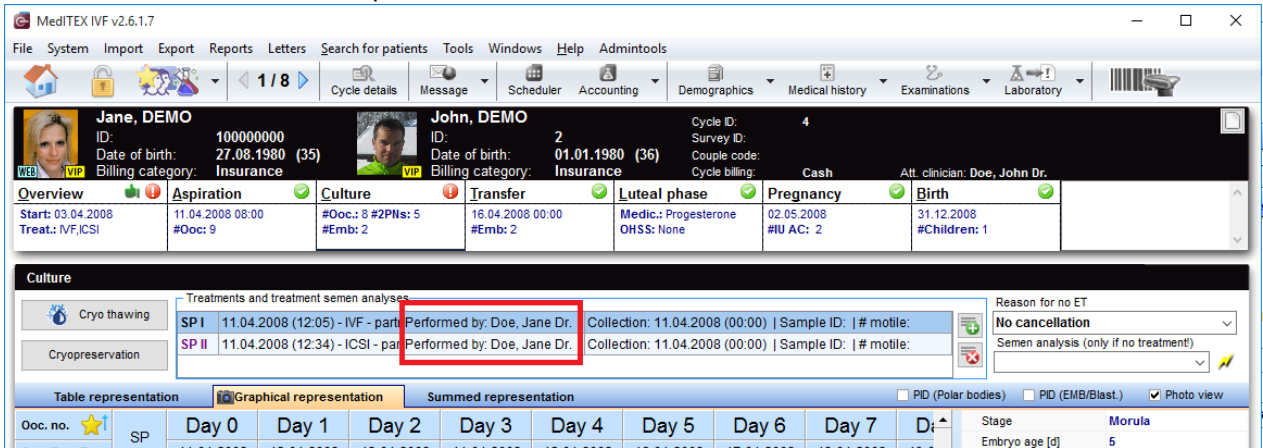 MedITEX IVF v2.6.1.7
File System Import Export Reports Letters Search for patients Tools Windows Help Admintools
1 / 8 Cycle details Message Scheduler Accounting Demographics Medical history Examinations Laboratory
Jane, DEMO
ID: 100000000
Date of birth: 27.08.1980 (35)
Billing category: Insurance
WEB VIP
John, DEMO
ID: 2
Date of birth: 01.01.1980 (36)
Billing category: Insurance
VIP
Cycle ID: 4
Survey ID:
Couple code:
Cycle billing: Cash
Att. clinician: Doe, John Dr.
Overview
Start: 03.04.2008
Treat.: IVF,ICSI
Aspiration
11.04.2008 08:00
#Ooc: 9
Culture
#Ooc.: 8 #2PNs: 5
#Emb: 2
Transfer
16.04.2008 00:00
#Emb: 2
Luteal phase
Medic.: Progesterone
OHSS: None
Pregnancy
02.05.2008
#IU AC: 2
Birth
31.12.2008
#Children: 1
Culture
Cryo thawing
Cryopreservation
Treatments and treatment semen analyses
SP I 11.04.2008 (12:05) - IVF - partn Performed by: Doe, Jane Dr. Collection: 11.04.2008 (00:00) | Sample ID: | # motile:
SP II 11.04.2008 (12:34) - ICSI - par Performed by: Doe, Jane Dr. Collection: 11.04.2008 (00:00) | Sample ID: | # motile:
Reason for no ET
No cancellation
Semen analysis (only if no treatment!)
Table representation Graphical representation Summed representation
PID (Polar bodies) PID (EMB/Blast.) Photo view
Ooc. no. SP Day 0 Day 1 Day 2 Day 3 Day 4 Day 5 Day 6 Day 7
Stage Morula
Embryo age [d] 5